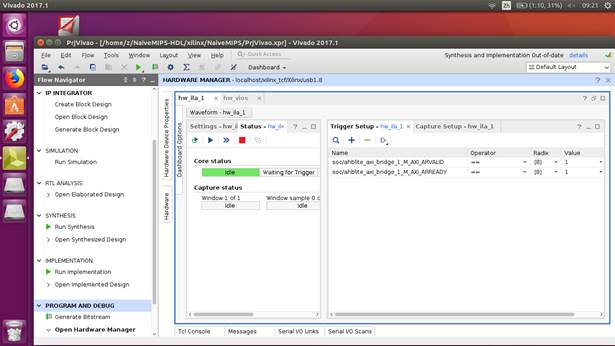 Vivado 2017.1
Zh
(1:10, 31%)
09:21
PrjVivao - [/home/z/NaiveMIPS-HDL/xilinx/PrjVivao/PrjVivao.xpr] - Vivado 2017.1
File Edit Flow Tools Window Layout View Help
Quick Access
Synthesis and Implementation Out-of-date details
Dashboard
Default Layout
Flow Navigator
HARDWARE MANAGER - localhost/xilinx_tcf/Xilinx/usb1.8
IP INTEGRATOR
Create Block Design
Open Block Design
Generate Block Design
SIMULATION
Run Simulation
RTL ANALYSIS
Open Elaborated Design
SYNTHESIS
Run Synthesis
Open Synthesized Design
IMPLEMENTATION
Run Implementation
Open Implemented Design
PROGRAM AND DEBUG
Generate Bitstream
Open Hardware Manager
Hardware Device Properties
Hardware
Dashboard Options
hw_ila_1
hw_vios
Waveform - hw_ila_1
Settings - hw_i
Status - hw_il
Core status
Idle
Waiting for Trigger
Capture status
Window 1 of 1
Window sample 0 o
Idle
Idle
Trigger Setup - hw_ila_1
Capture Setup - hw_ila_1
Name Operator Radix Value
soc/ahblite_axi_bridge_1_M_AXI_ARVALID == [B] 1
soc/ahblite_axi_bridge_1_M_AXI_ARREADY == [B] 1
Tcl Console
Messages
Serial I/O Links
Serial I/O Scans